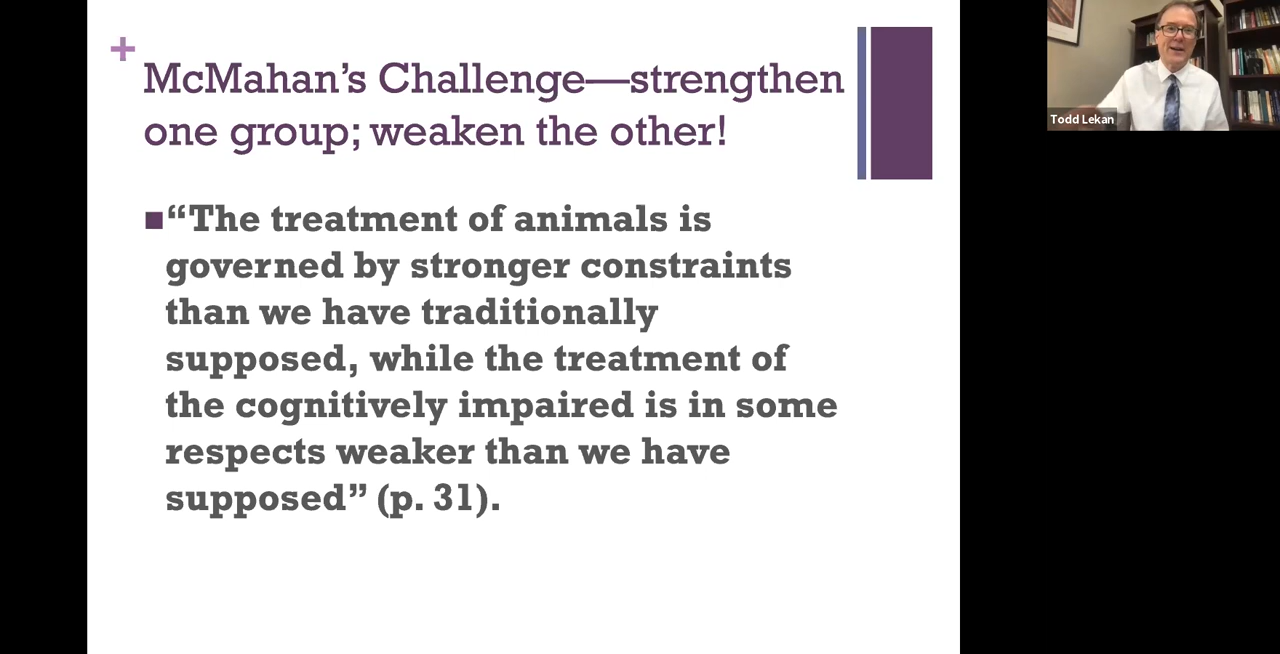 +
McMahan’s Challenge—strengthen
one group; weaken the other!
“The treatment of animals is
governed by stronger constraints
than we have traditionally
supposed, while the treatment of
the cognitively impaired is in some
respects weaker than we have
supposed” (p. 31).
Todd Lekan